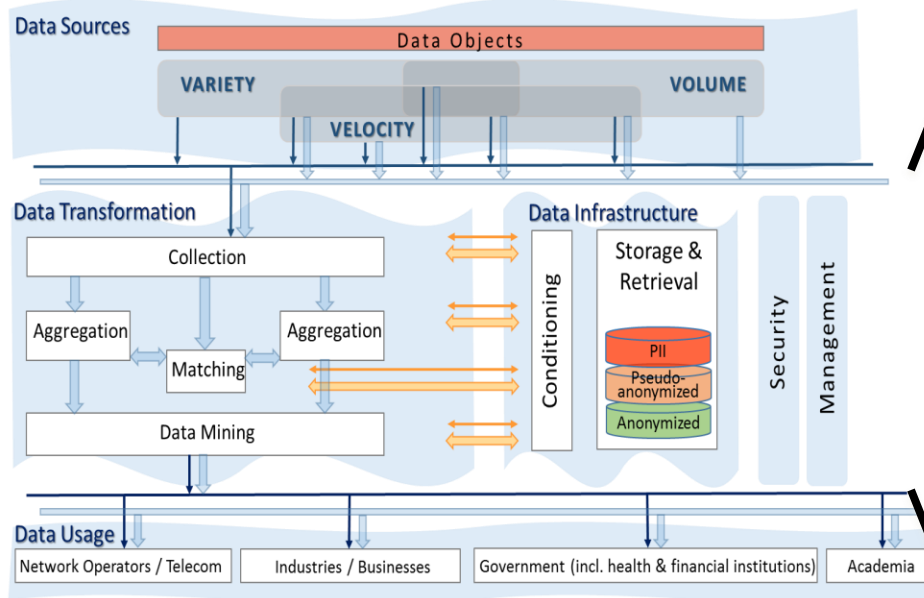 Data Sources
Data Objects
VARIETY
VOLUME
VELOCITY
Data Transformation
Collection
Aggregation
Aggregation
Matching
Data Mining
Data Infrastructure
Conditioning
Storage &
Retrieval
PII
Pseudo-
anonymized
Anonymized
Security
Management
Data Usage
Network Operators / Telecom
Industries / Businesses
Government (incl. health & financial institutions)
Academia